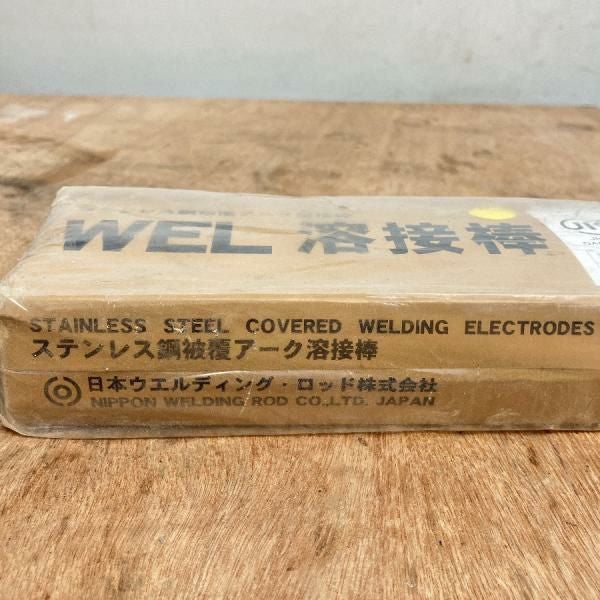 WEL 溶接棒
STAINLESS STEEL COVERED WELDING ELECTRODES
ステンレス鋼被覆アーク溶接棒
日本ウエルディング・ロッド株式会社
NIPPON WELDING ROD CO.,LTD. JAPAN